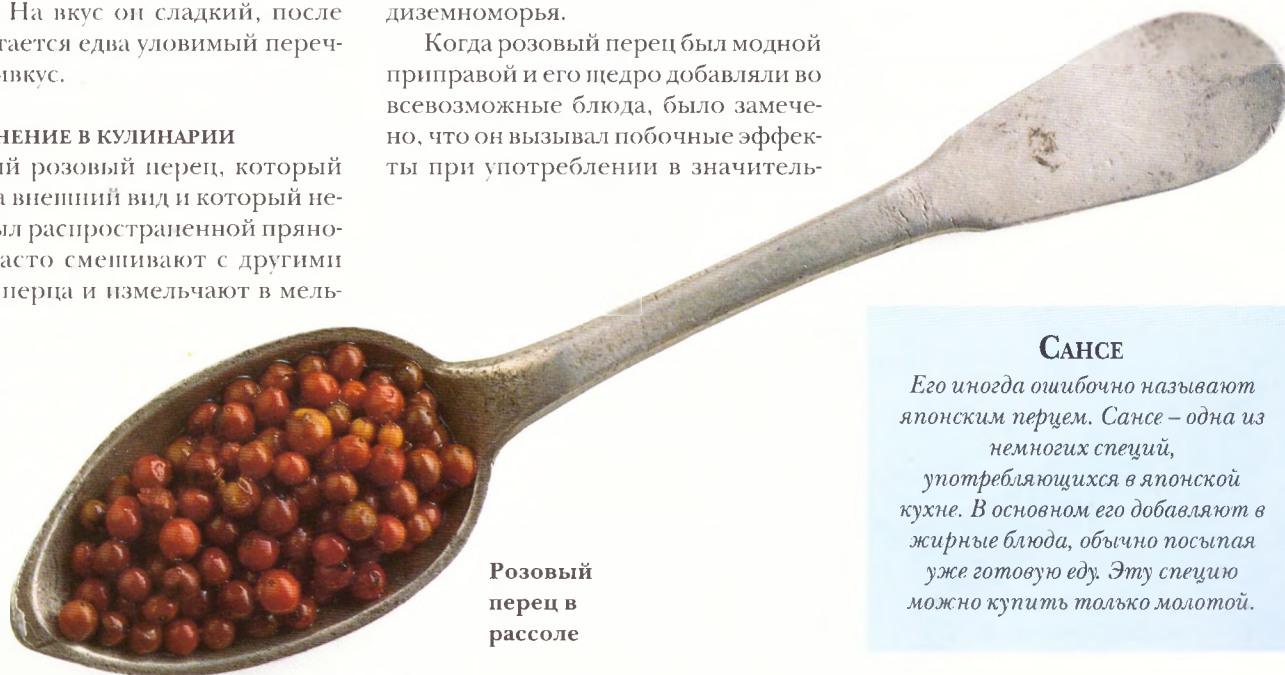 На вкус он сладкий, после
тается едва уловимый переч-
ивкус.
НЕНИЕ В КУЛИНАРИИ
ий розовый перец, который
а внешний вид и который не-
ыл распространенной пряно-
асто смешивают с другими
перца и измельчают в мель-
диземноморья.
Когда розовый перец был модной
приправой и его щедро добавляли во
всевозможные блюда, было замече-
но, что он вызывал побочные эффек-
ты при употреблении в значитель-
Розовый
перец в
рассоле
САНСЕ
Его иногда ошибочно называют
японским перцем. Сансе – одна из
немногих специй,
употребляющихся в японской
кухне. В основном его добавляют в
жирные блюда, обычно посыпая
уже готовую еду. Эту специю
можно купить только молотой.